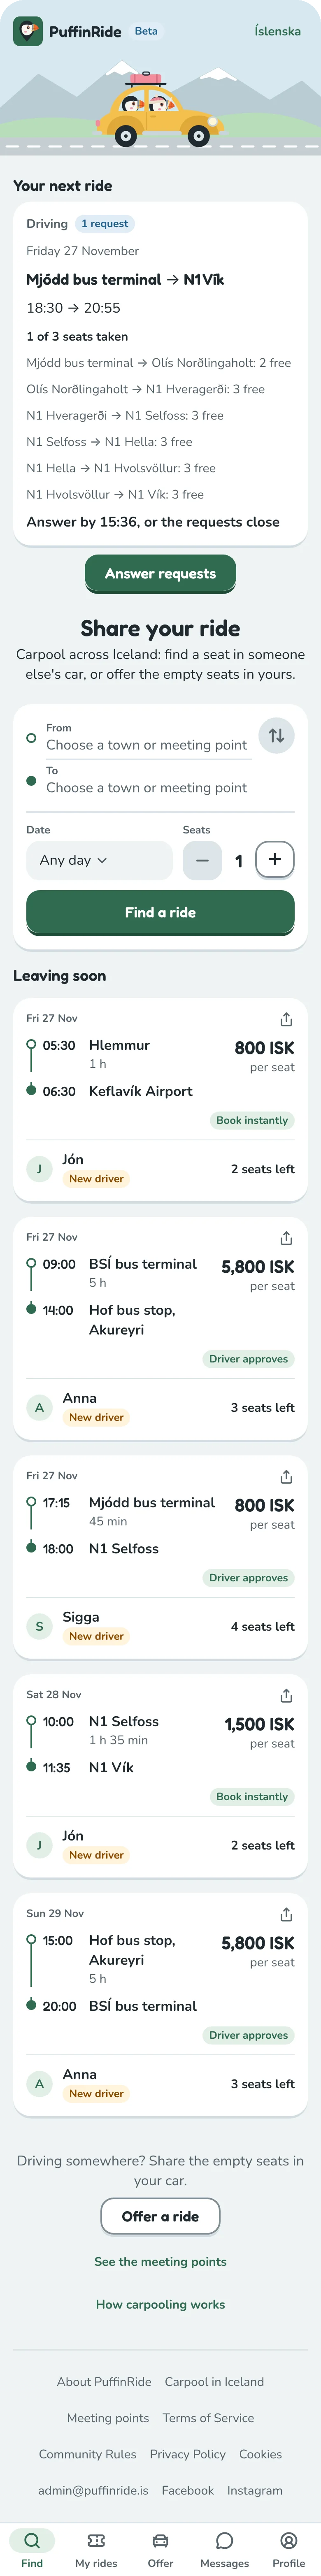 PuffinRide Beta Íslenska
Your next ride
Driving 1 request
Friday 27 November
Mjódd bus terminal → N1 Vík
18:30 → 20:55
1 of 3 seats taken
Mjódd bus terminal → Olís Norðlingaholt: 2 free
Olís Norðlingaholt → N1 Hveragerði: 3 free
N1 Hveragerði → N1 Selfoss: 3 free
N1 Selfoss → N1 Hella: 3 free
N1 Hella → N1 Hvolsvöllur: 3 free
N1 Hvolsvöllur → N1 Vík: 3 free
Answer by 15:36, or the requests close
Answer requests
Share your ride
Carpool across Iceland: find a seat in someone
else's car, or offer the empty seats in yours.
From
Choose a town or meeting point
To
Choose a town or meeting point
Date Seats
Any day 1
Find a ride
Leaving soon
Fri 27 Nov
05:30 Hlemmur 800 ISK
1 h per seat
06:30 Keflavík Airport
Book instantly
J Jón 2 seats left
New driver
Fri 27 Nov
09:00 BSÍ bus terminal 5,800 ISK
5 h per seat
14:00 Hof bus stop,
Akureyri
Driver approves
A Anna 3 seats left
New driver
Fri 27 Nov
17:15 Mjódd bus terminal 800 ISK
45 min per seat
18:00 N1 Selfoss
Driver approves
S Sigga 4 seats left
New driver
Sat 28 Nov
10:00 N1 Selfoss 1,500 ISK
1 h 35 min per seat
11:35 N1 Vík
Book instantly
J Jón 2 seats left
New driver
Sun 29 Nov
15:00 Hof bus stop, 5,800 ISK
Akureyri per seat
5 h
20:00 BSÍ bus terminal
Driver approves
A Anna 3 seats left
New driver
Driving somewhere? Share the empty seats in
your car.
Offer a ride
See the meeting points
How carpooling works
About PuffinRide Carpool in Iceland
Meeting points Terms of Service
Community Rules Privacy Policy Cookies
admin@puffinride.is Facebook Instagram
Find My rides Offer Messages Profile